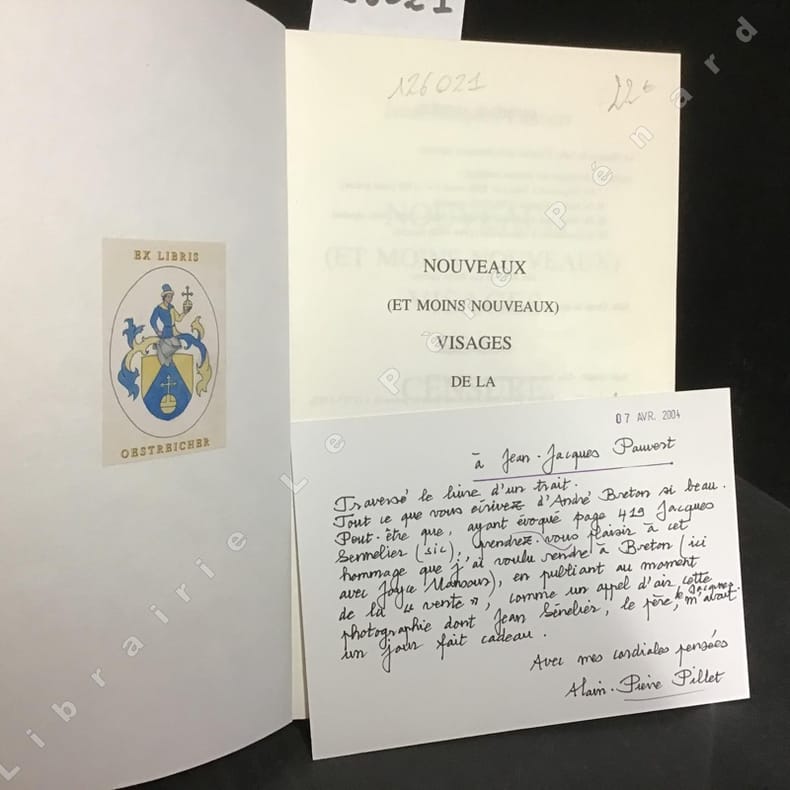 126021
22€
EX LIBRIS
OESTREICHER
NOUVEAUX
(ET MOINS NOUVEAUX)
VISAGES
DE LA
07 AVR. 2004
à Jean-Jacques Pauvert
Traversé le livre d'un trait.
Tout ce que vous écrivez d'André Breton si beau.
Peut-être que, ayant évoqué page 419 Jacques
Sennelier (sic), prendrez-vous plaisir à cet
hommage que j'ai voulu rendre à Breton (ici
avec Joyce Mansour), en publiant au moment
de la "vente", comme un appel d'air cette
photographie dont Jean Sénelier, le père de Jacques, m'avait
un jour fait cadeau.
Avec mes cordiales pensées
Alain-Pierre Pillet
Librairie Le Père Pénard